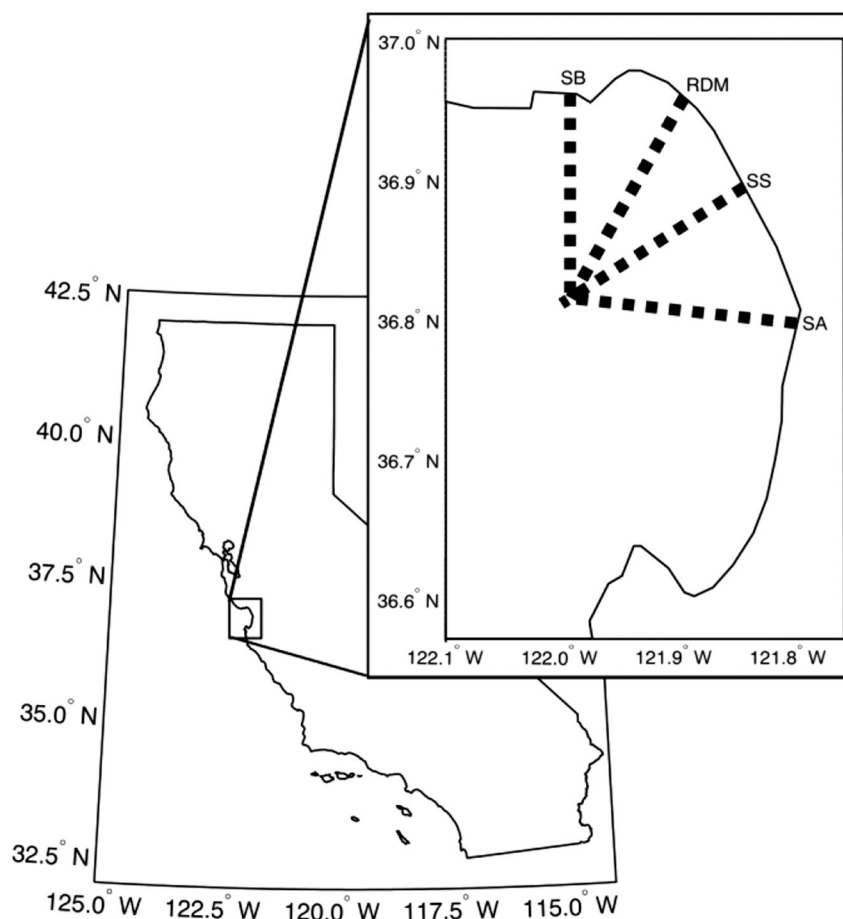 37.0° N
SB
RDM
36.9° N
SS
36.8° N
SA
36.7° N
36.6° N
122.1° W 122.0° W 121.9° W 121.8° W
42.5° N
40.0° N
37.5° N
35.0° N
32.5° N
125.0° W 122.5° W 120.0° W 117.5° W 115.0° W